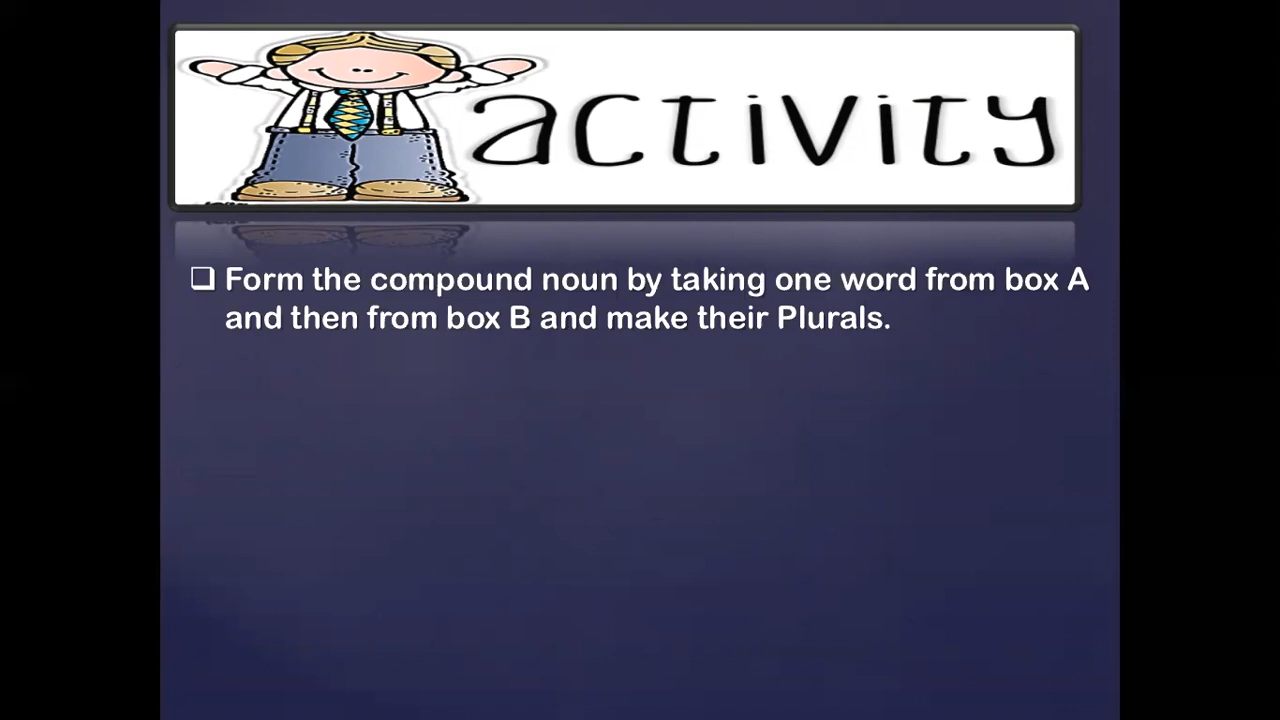 activity
❑ Form the compound noun by taking one word from box A
and then from box B and make their Plurals.